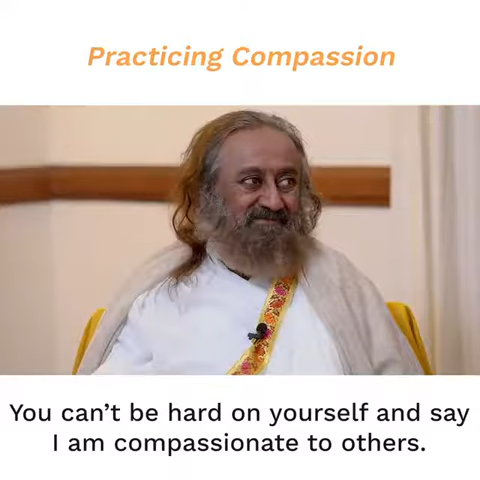 Practicing Compassion
You can’t be hard on yourself and say
I am compassionate to others.